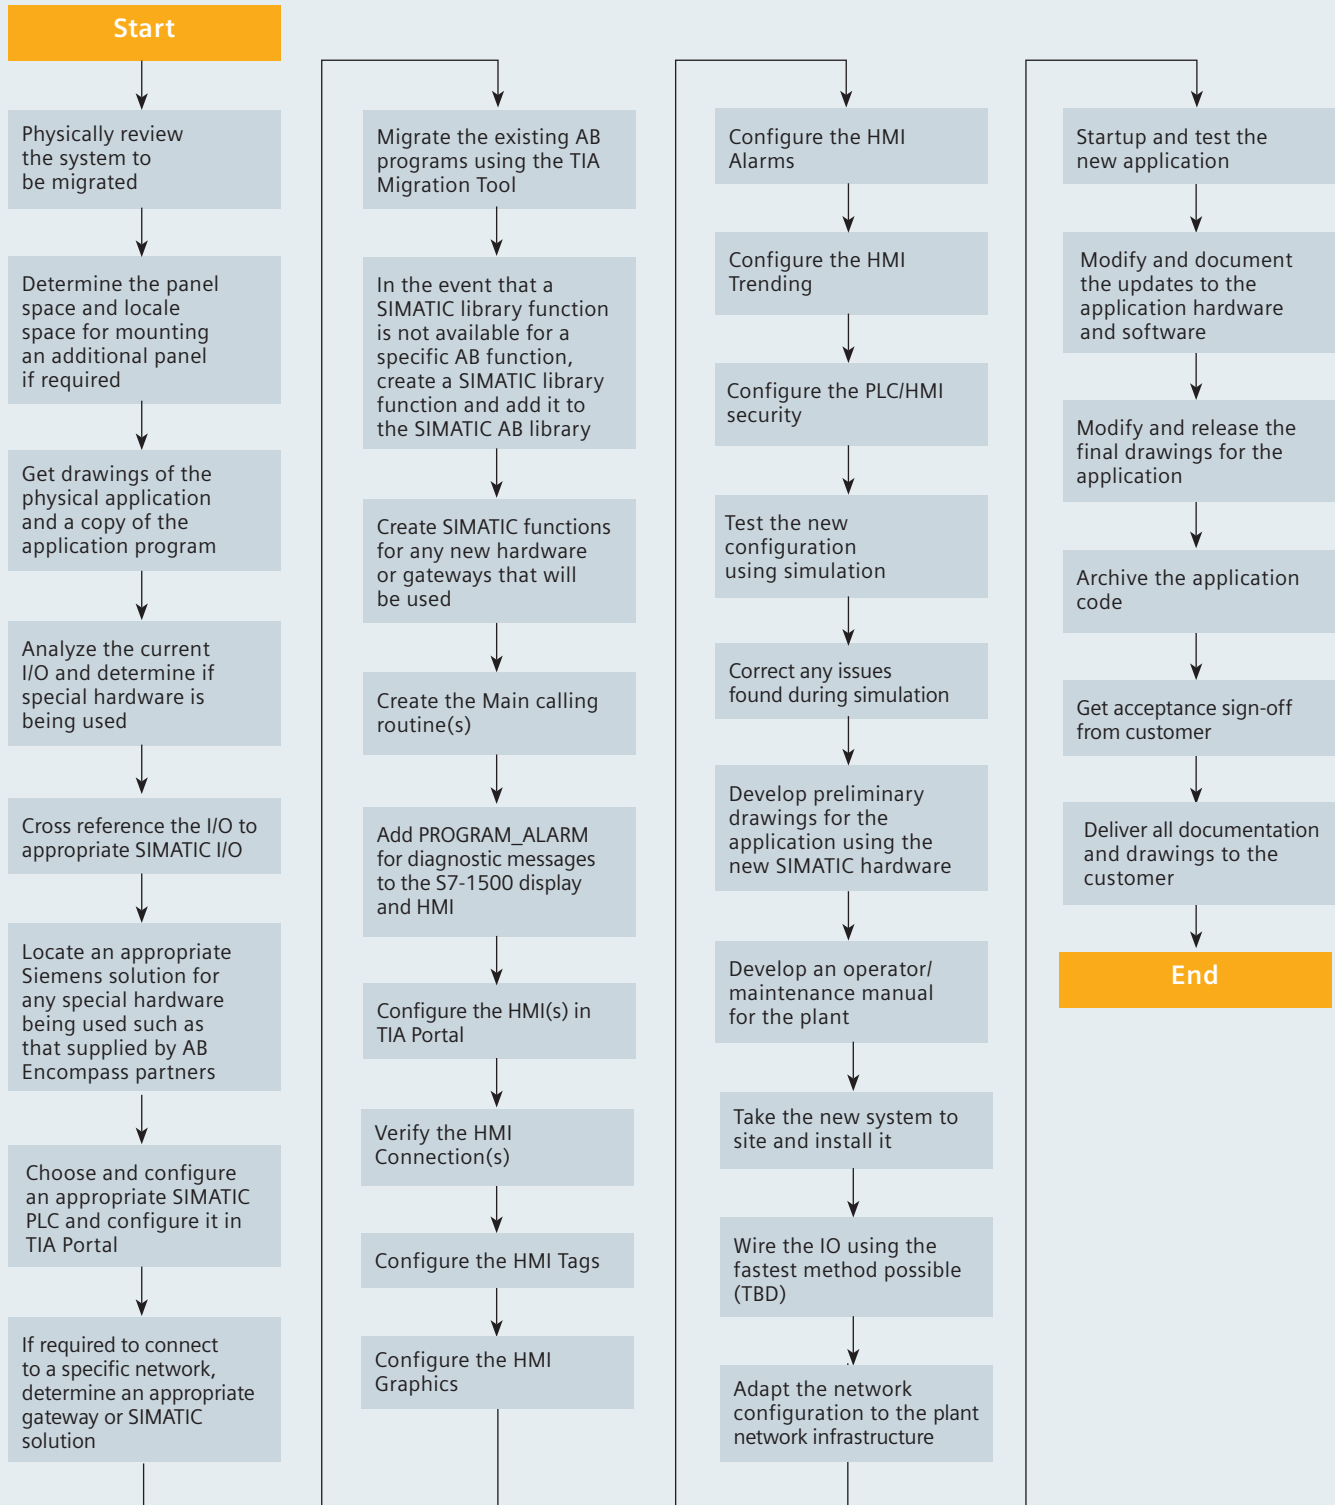 Start
Physically review
the system to
be migrated
Determine the panel
space and locale
space for mounting
an additional panel
if required
Get drawings of the
physical application
and a copy of the
application program
Analyze the current
I/O and determine if
special hardware is
being used
Cross reference the I/O to
appropriate SIMATIC I/O
Locate an appropriate
Siemens solution for
any special hardware
being used such as
that supplied by AB
Encompass partners
Choose and configure
an appropriate SIMATIC
PLC and configure it in
TIA Portal
If required to connect
to a specific network,
determine an appropriate
gateway or SIMATIC
solution
Migrate the existing AB
programs using the TIA
Migration Tool
In the event that a
SIMATIC library function
is not available for a
specific AB function,
create a SIMATIC library
function and add it to
the SIMATIC AB library
Create SIMATIC functions
for any new hardware
or gateways that will
be used
Create the Main calling
routine(s)
Add PROGRAM_ALARM
for diagnostic messages
to the S7-1500 display
and HMI
Configure the HMI(s) in
TIA Portal
Verify the HMI
Connection(s)
Configure the HMI Tags
Configure the HMI
Graphics
Configure the HMI
Alarms
Configure the HMI
Trending
Configure the PLC/HMI
security
Test the new
configuration
using simulation
Correct any issues
found during simulation
Develop preliminary
drawings for the
application using the
new SIMATIC hardware
Develop an operator/
maintenance manual
for the plant
Take the new system to
site and install it
Wire the IO using the
fastest method possible
(TBD)
Adapt the network
configuration to the plant
network infrastructure
Startup and test the
new application
Modify and document
the updates to the
application hardware
and software
Modify and release the
final drawings for the
application
Archive the application
code
Get acceptance sign-off
from customer
Deliver all documentation
and drawings to the
customer
End